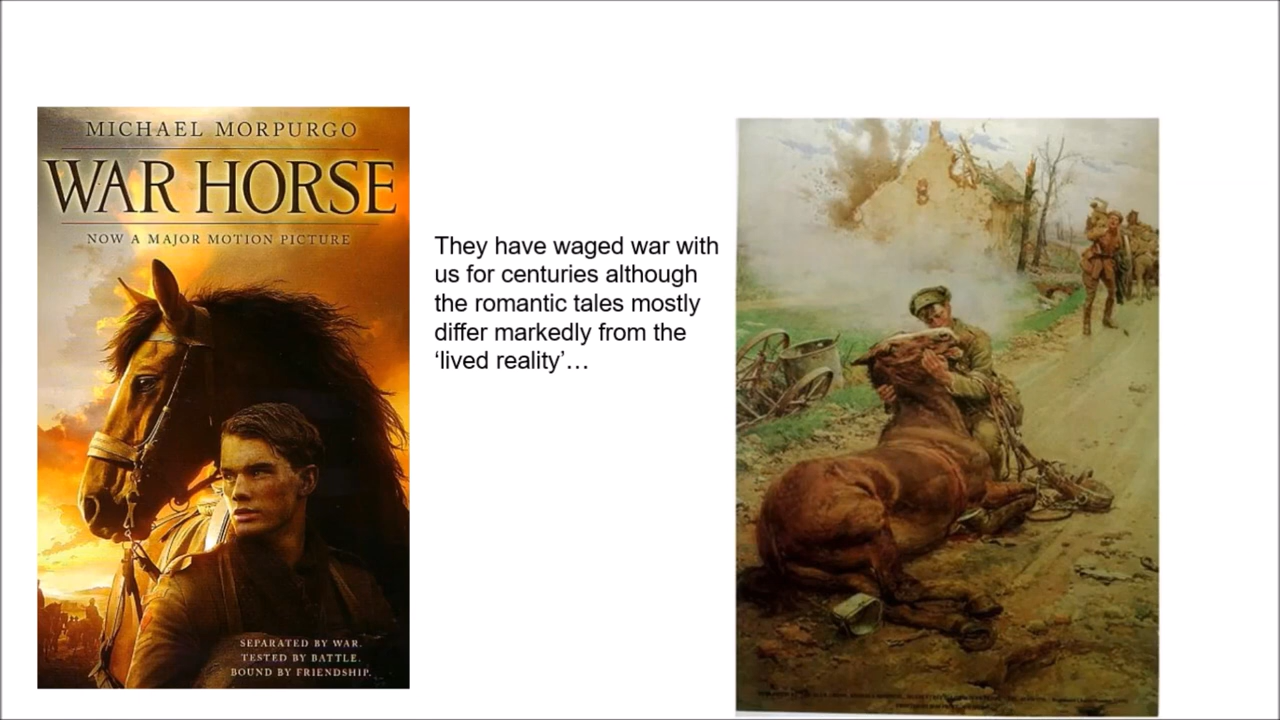 MICHAEL MORPURGO
WAR HORSE
NOW A MAJOR MOTION PICTURE
SEPARATED BY WAR.
TESTED BY BATTLE.
BOUND BY FRIENDSHIP.
They have waged war with
us for centuries although
the romantic tales mostly
differ markedly from the
‘lived reality’…